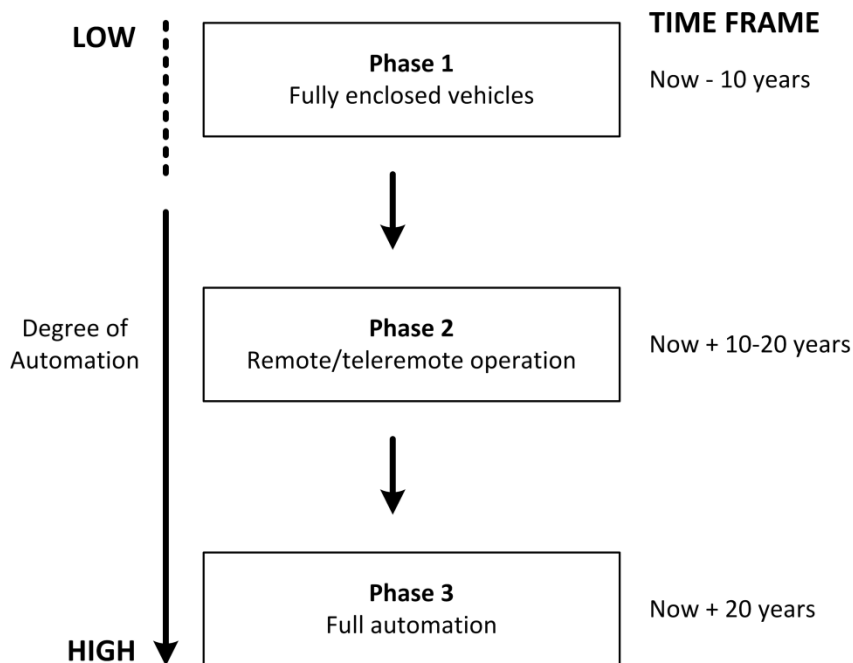 LOW
TIME FRAME
Phase 1
Fully enclosed vehicles
Now - 10 years
Degree of
Automation
Phase 2
Remote/teleremote operation
Now + 10-20 years
Phase 3
Full automation
Now + 20 years
HIGH